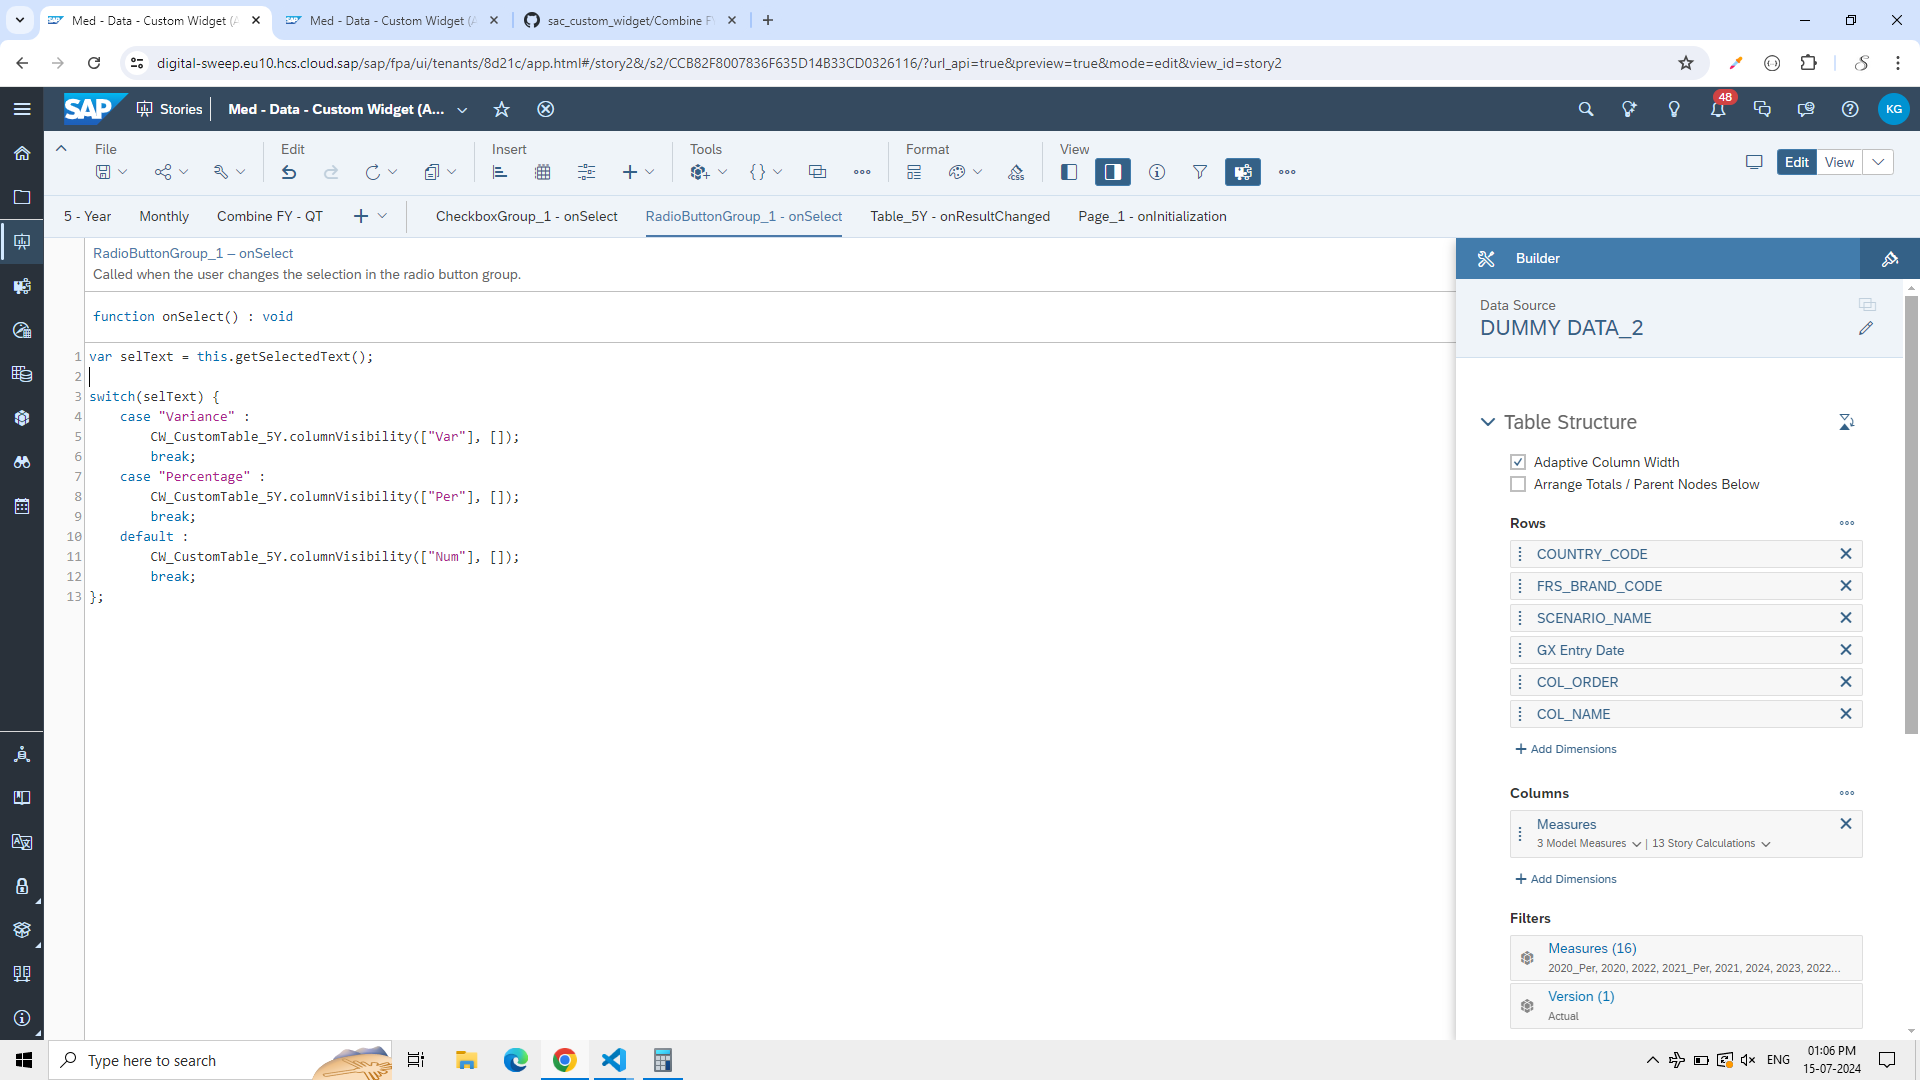 Med - Data - Custom Widget (A
Med - Data - Custom Widget (A
sac_custom_widget/Combine F
digital-sweep.eu10.hcs.cloud.sap/sap/fpa/ui/tenants/8d21c/app.html#/story2&/s2/CCB82F8007836F635D14B33CD0326116/?url_api=true&preview=true&mode=edit&view_id=story2
SAP Stories Med - Data - Custom Widget (A... 48 KG
File Edit Insert Tools Format View
Edit View
5 - Year Monthly Combine FY - QT CheckboxGroup_1 - onSelect RadioButtonGroup_1 - onSelect Table_5Y - onResultChanged Page_1 - onInitialization
RadioButtonGroup_1 – onSelect
Called when the user changes the selection in the radio button group.
function onSelect() : void
1 var selText = this.getSelectedText();
2
3 switch(selText) {
4 case "Variance" :
5 CW_CustomTable_5Y.columnVisibility(["Var"], []);
6 break;
7 case "Percentage" :
8 CW_CustomTable_5Y.columnVisibility(["Per"], []);
9 break;
10 default :
11 CW_CustomTable_5Y.columnVisibility(["Num"], []);
12 break;
13 };
Builder
Data Source
DUMMY DATA_2
Table Structure
Adaptive Column Width
Arrange Totals / Parent Nodes Below
Rows
COUNTRY_CODE
FRS_BRAND_CODE
SCENARIO_NAME
GX Entry Date
COL_ORDER
COL_NAME
+ Add Dimensions
Columns
Measures
3 Model Measures | 13 Story Calculations
+ Add Dimensions
Filters
Measures (16)
2020_Per, 2020, 2022, 2021_Per, 2021, 2024, 2023, 2022...
Version (1)
Actual
Type here to search
ENG
01:06 PM
15-07-2024